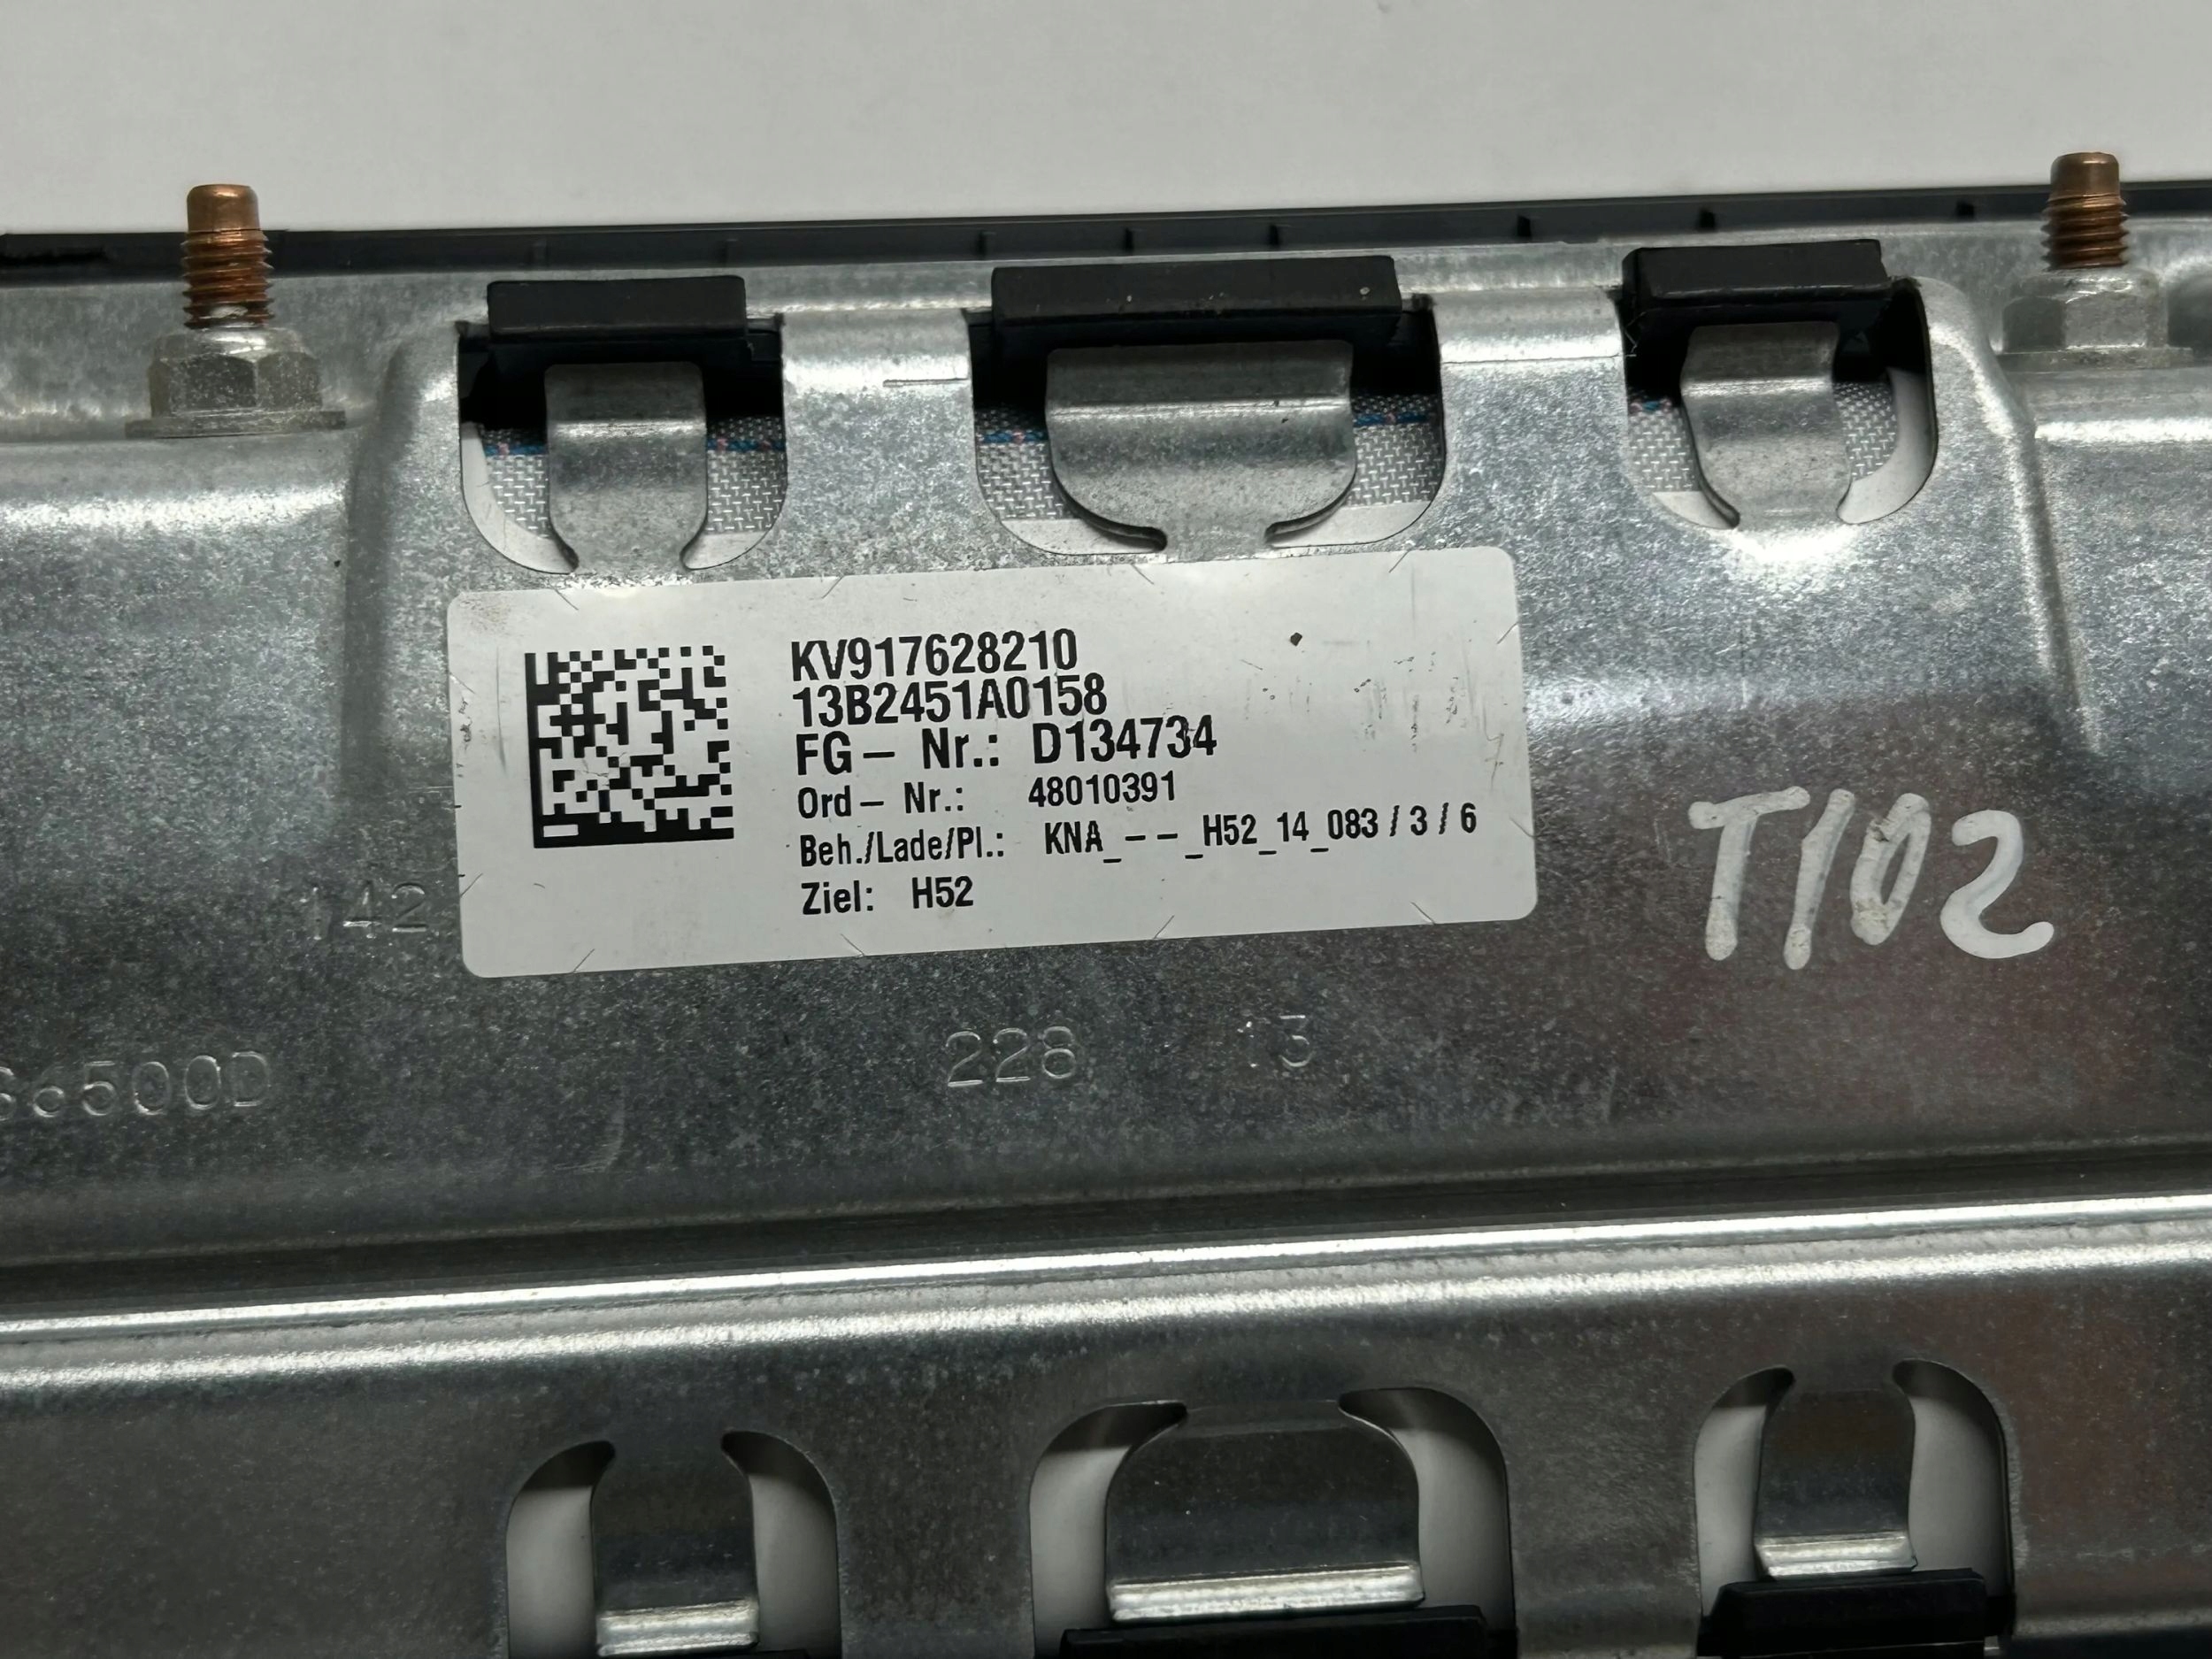 KV917628210
13B2451A0158
FG – Nr.: D134734
Ord – Nr.: 48010391
Beh./Lade/Pl.: KNA_ – – _H52_14_083 / 3 / 6
Ziel: H52
T102
142
6500D
228 13